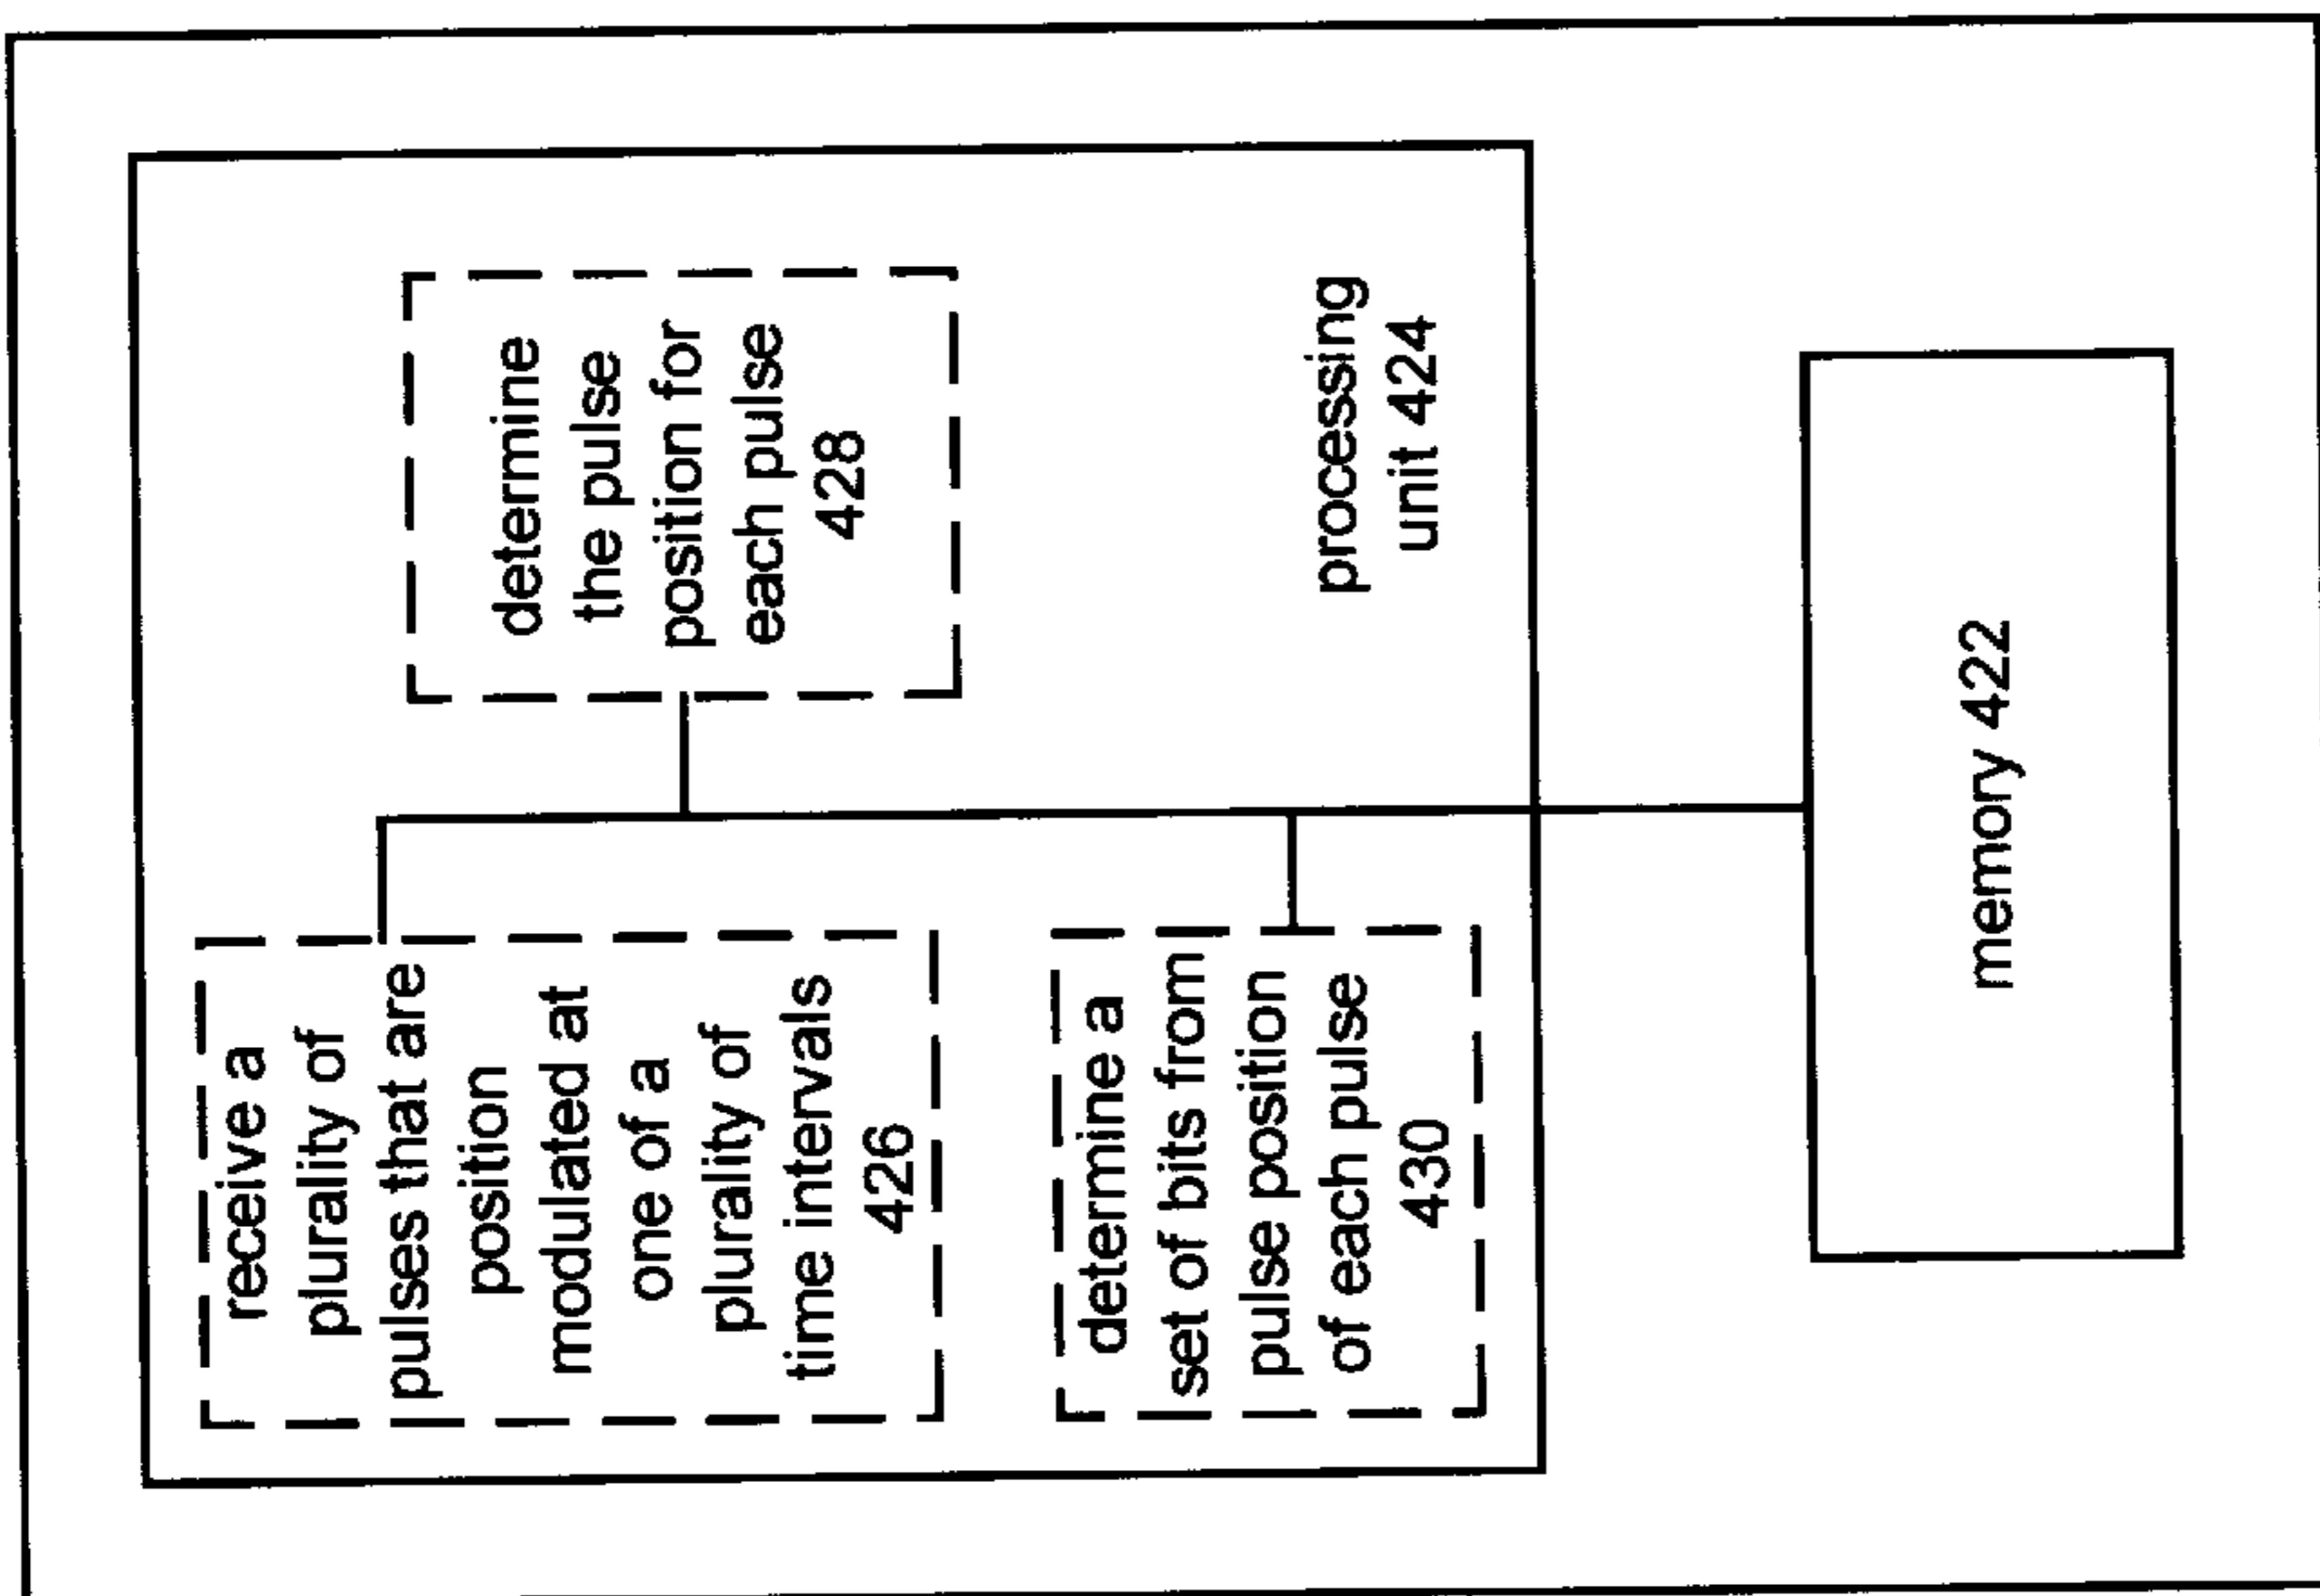 receive a
plurality of
pulses that are
position
modulated at
one of a
plurality of
time intervals
426
determine
the pulse
position for
each pulse
428
determine a
set of bits from
pulse position
of each pulse
430
processing
unit 424
memory 422